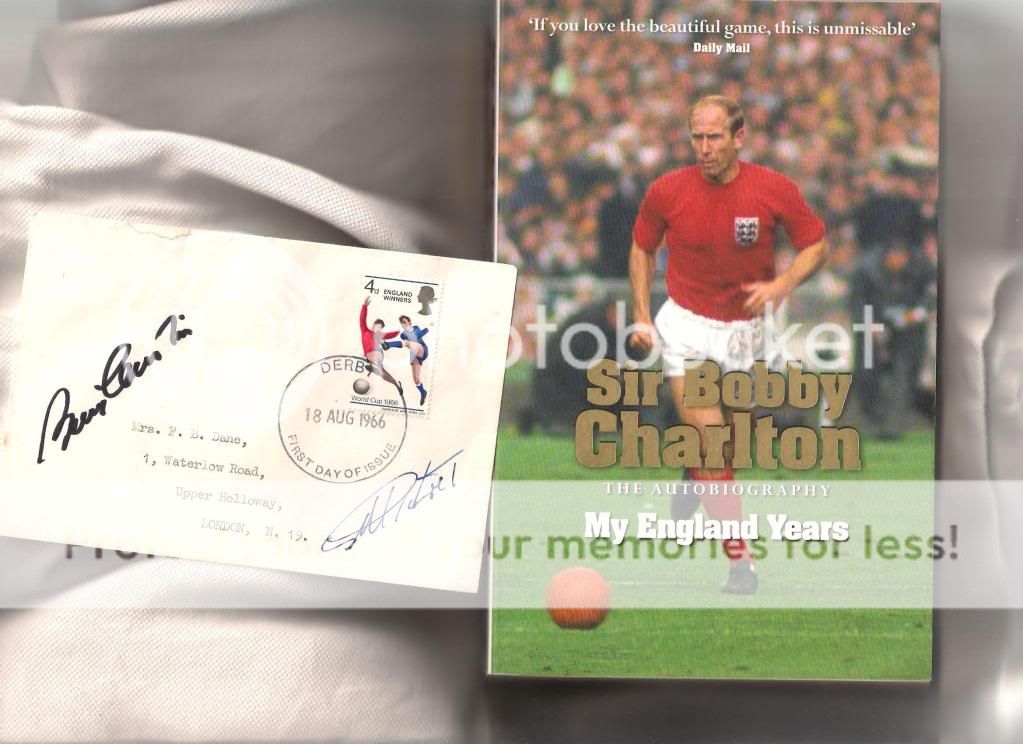 4d ENGLAND
WINNERS
World Cup 1966
DERBY
18 AUG 1966
FIRST DAY OF ISSUE
Mrs. F. B. Dane,
1, Waterlow Road,
Upper Holloway,
LONDON, N. 19.
‘If you love the beautiful game, this is unmissable’
Daily Mail
photobucket
Sir Bobby
Charlton
THE AUTOBIOGRAPHY
My England Years
your memories for less!